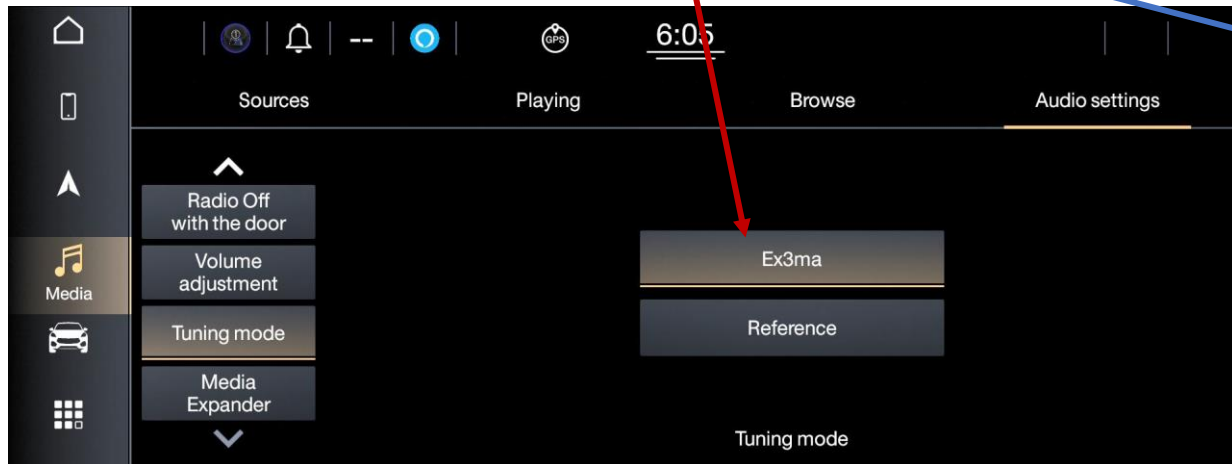 --
GPS
6:05
Sources
Playing
Browse
Audio settings
Radio Off
with the door
Volume
adjustment
Tuning mode
Media
Expander
Media
Ex3ma
Reference
Tuning mode